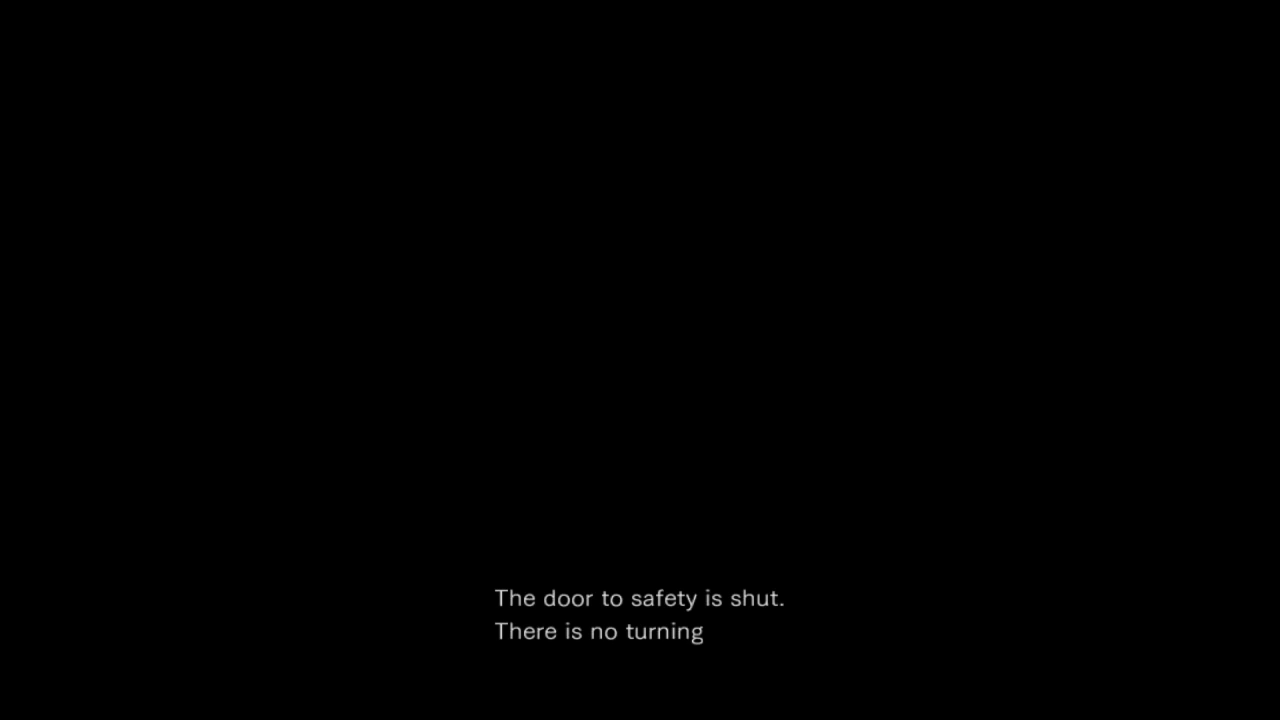 The door to safety is shut.
There is no turning